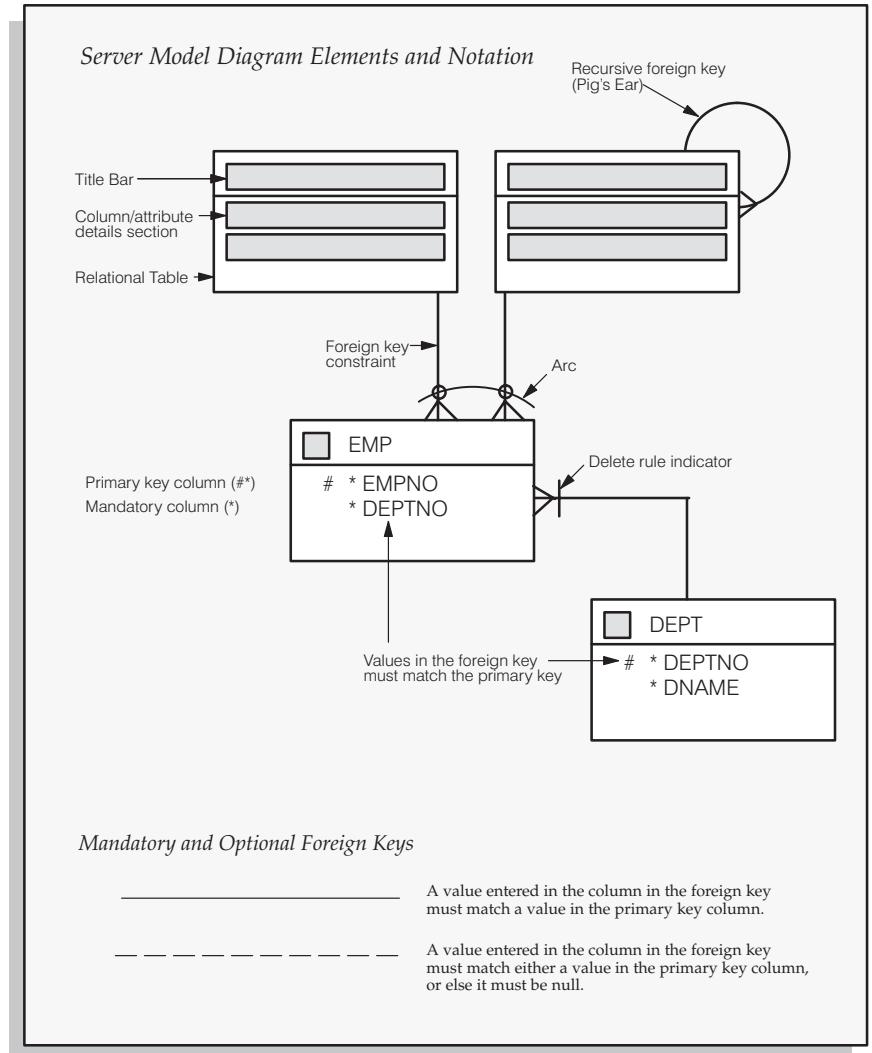 Server Model Diagram Elements and Notation
Recursive foreign key
(Pig's Ear)
Title Bar
Column/attribute
details section
Relational Table
Foreign key
constraint
Arc
EMP
Primary key column (#*)
# * EMPNO
Mandatory column (*)
* DEPTNO
Delete rule indicator
DEPT
Values in the foreign key
must match the primary key
# * DEPTNO
* DNAME
Mandatory and Optional Foreign Keys
A value entered in the column in the foreign key
must match a value in the primary key column.
A value entered in the column in the foreign key
must match either a value in the primary key column,
or else it must be null.